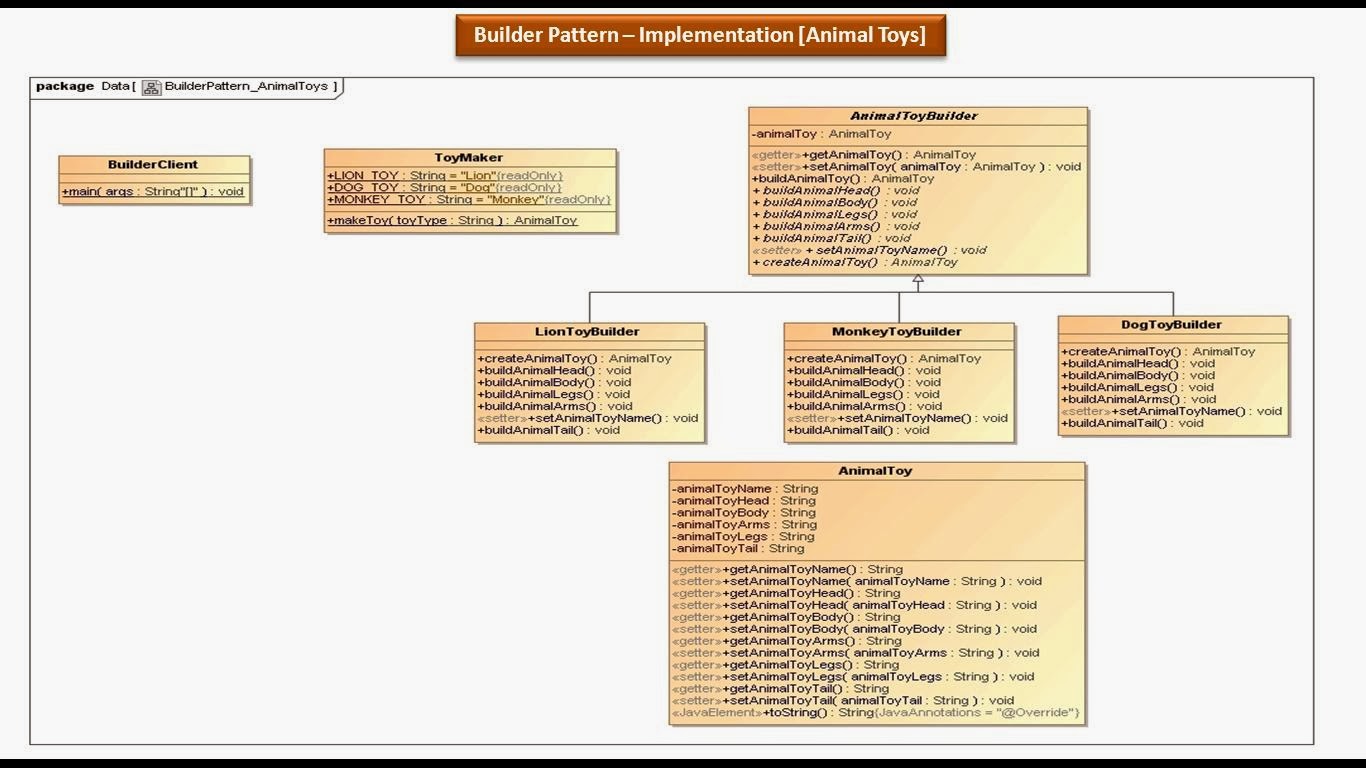 Builder Pattern – Implementation [Animal Toys]
package Data [ BuilderPattern_AnimalToys ]
BuilderClient
+main( args : String"[]" ) : void
ToyMaker
+LION_TOY : String = "Lion"{readOnly}
+DOG_TOY : String = "Dog"{readOnly}
+MONKEY_TOY : String = "Monkey"{readOnly}
+makeToy( toyType : String ) : AnimalToy
AnimalToyBuilder
-animalToy : AnimalToy
«getter»+getAnimalToy() : AnimalToy
«setter»+setAnimalToy( animalToy : AnimalToy ) : void
+buildAnimalToy() : AnimalToy
+ buildAnimalHead() : void
+ buildAnimalBody() : void
+ buildAnimalLegs() : void
+ buildAnimalArms() : void
+ buildAnimalTail() : void
«setter» + setAnimalToyName() : void
+ createAnimalToy() : AnimalToy
LionToyBuilder
+createAnimalToy() : AnimalToy
+buildAnimalHead() : void
+buildAnimalBody() : void
+buildAnimalLegs() : void
+buildAnimalArms() : void
«setter»+setAnimalToyName() : void
+buildAnimalTail() : void
MonkeyToyBuilder
+createAnimalToy() : AnimalToy
+buildAnimalHead() : void
+buildAnimalBody() : void
+buildAnimalLegs() : void
+buildAnimalArms() : void
«setter»+setAnimalToyName() : void
+buildAnimalTail() : void
DogToyBuilder
+createAnimalToy() : AnimalToy
+buildAnimalHead() : void
+buildAnimalBody() : void
+buildAnimalLegs() : void
+buildAnimalArms() : void
«setter»+setAnimalToyName() : void
+buildAnimalTail() : void
AnimalToy
-animalToyName : String
-animalToyHead : String
-animalToyBody : String
-animalToyArms : String
-animalToyLegs : String
-animalToyTail : String
«getter»+getAnimalToyName() : String
«setter»+setAnimalToyName( animalToyName : String ) : void
«getter»+getAnimalToyHead() : String
«setter»+setAnimalToyHead( animalToyHead : String ) : void
«getter»+getAnimalToyBody() : String
«setter»+setAnimalToyBody( animalToyBody : String ) : void
«getter»+getAnimalToyArms() : String
«setter»+setAnimalToyArms( animalToyArms : String ) : void
«getter»+getAnimalToyLegs() : String
«setter»+setAnimalToyLegs( animalToyLegs : String ) : void
«getter»+getAnimalToyTail() : String
«setter»+setAnimalToyTail( animalToyTail : String ) : void
«JavaElement»+toString() : String{JavaAnnotations = "@Override"}